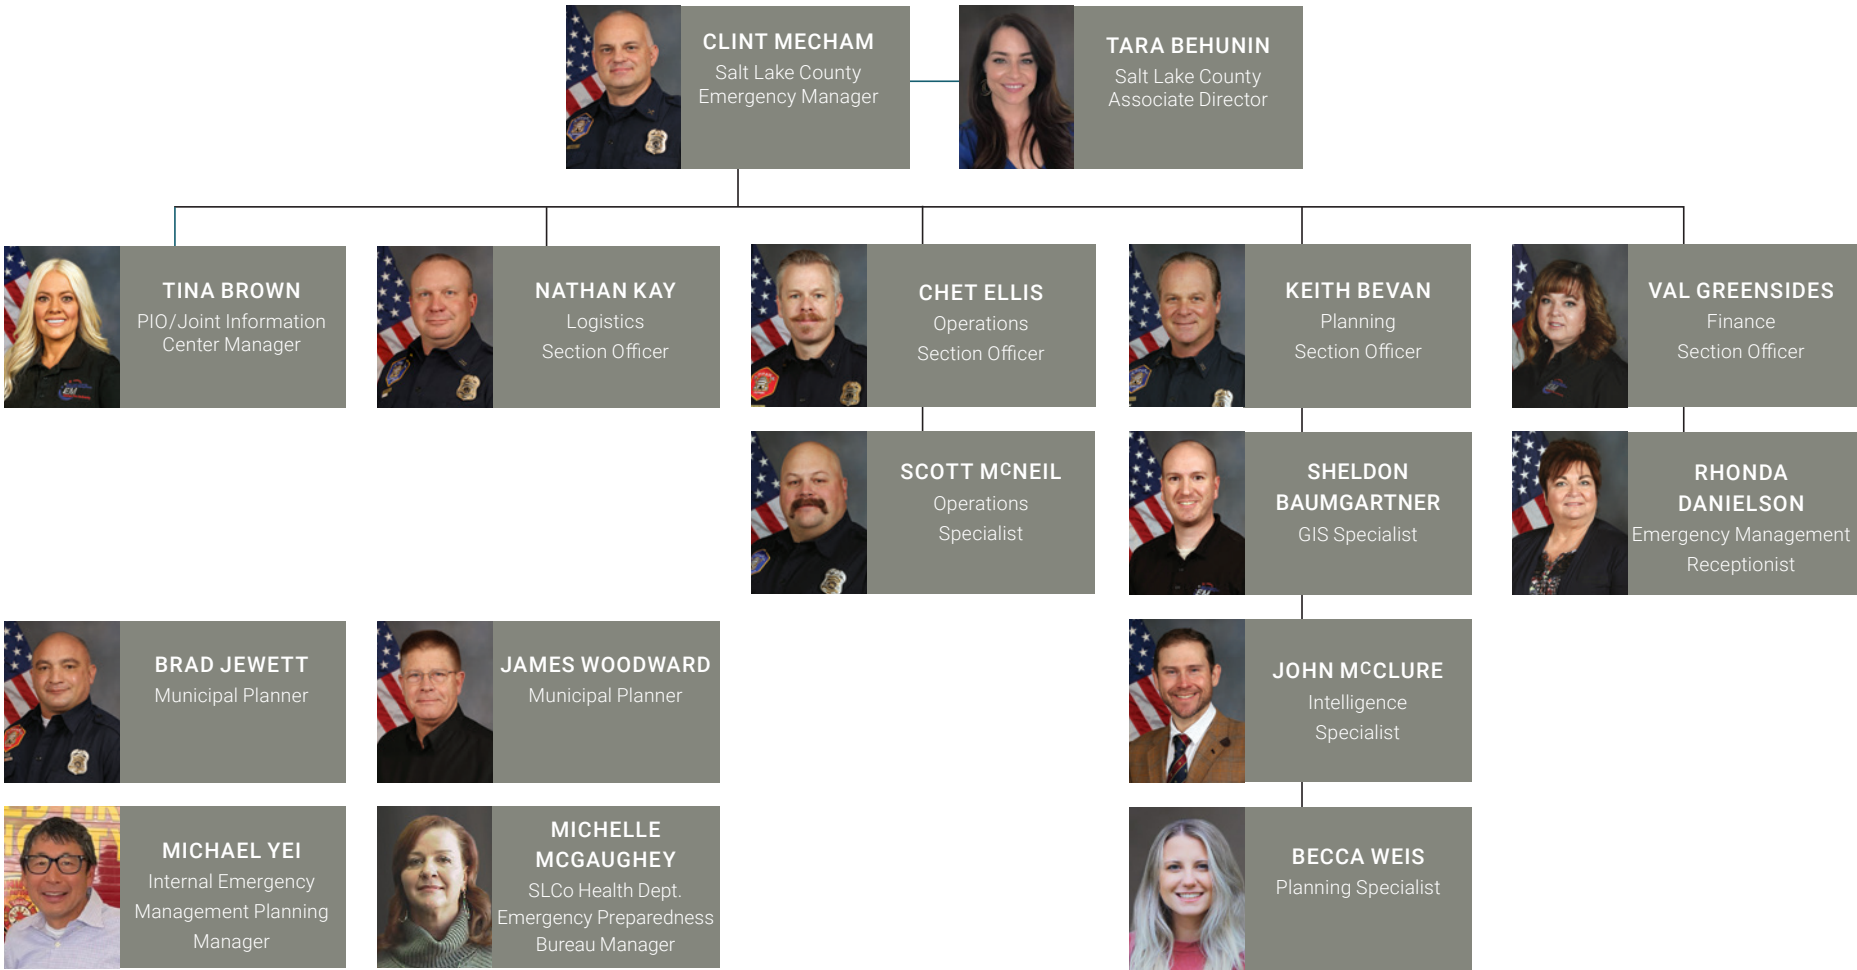 CLINT MECHAM
Salt Lake County
Emergency Manager
TARA BEHUNIN
Salt Lake County
Associate Director
TINA BROWN
PIO/Joint Information
Center Manager
NATHAN KAY
Logistics
Section Officer
CHET ELLIS
Operations
Section Officer
KEITH BEVAN
Planning
Section Officer
VAL GREENSIDES
Finance
Section Officer
SCOTT MCNEIL
Operations
Specialist
SHELDON
BAUMGARTNER
GIS Specialist
RHONDA
DANIELSON
Emergency Management
Receptionist
BRAD JEWETT
Municipal Planner
JAMES WOODWARD
Municipal Planner
JOHN MCCLURE
Intelligence
Specialist
MICHAEL YEI
Internal Emergency
Management Planning
Manager
MICHELLE
MCGAUGHEY
SLCo Health Dept.
Emergency Preparedness
Bureau Manager
BECCA WEIS
Planning Specialist